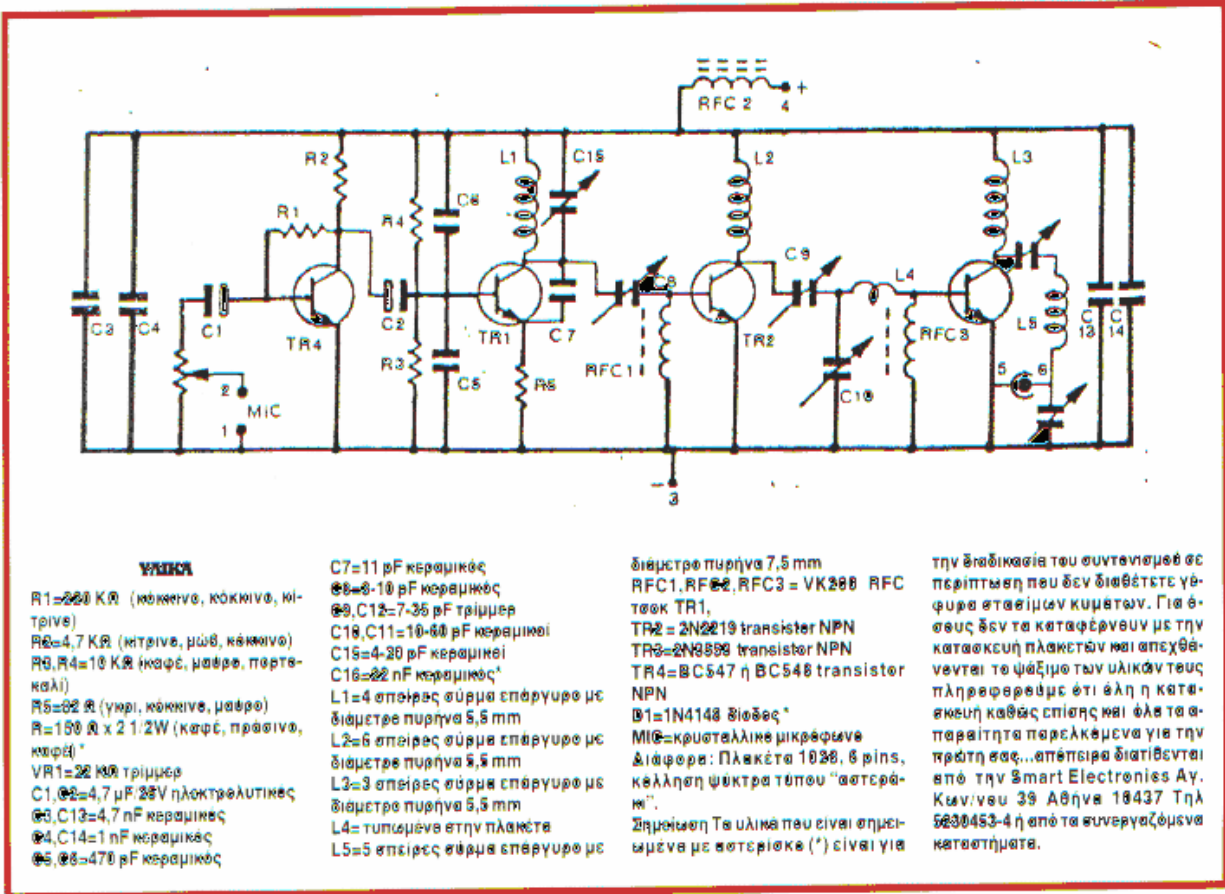 RFC 2
4
+
R2
L1
C15
L2
L3
R1
R4
C6
C9
L4
C8
C3
C4
C1
TR4
C2
TR1
C7
TR2
RFC3
L5
C
13
C
14
R3
C5
R5
RFC1
C10
5
6
2
MiC
1
−
3
ΥΛΙΚΑ
R1=220 ΚΩ (κόκκινο, κόκκινο, κί-
τρινο)
R2=4,7 ΚΩ (κίτρινο, μώβ, κόκκινο)
R3,R4=10 ΚΩ (καφέ, μαύρο, πορτο-
καλί)
R5=82 Ω (γκρι, κόκκινο, μαύρο)
R=150 Ω x 2 1/2W (καφέ, πράσινο,
καφέ) *
VR1=22 ΚΩ τρίμμερ
C1,C2=4,7 μF/25V ηλεκτρολυτικός
C3,C13=4,7 nF κεραμικός
C4,C14=1 nF κεραμικός
C5,C6=470 pF κεραμικός
C7=11 pF κεραμικός
C8=3-10 pF κεραμικός
C9,C12=7-35 pF τρίμμερ
C10,C11=10-60 pF κεραμικοί
C15=4-20 pF κεραμικοί
C16=22 nF κεραμικός*
L1=4 σπείρες σύρμα επάργυρο με
διάμετρο πυρήνα 5,5 mm
L2=6 σπείρες σύρμα επάργυρο με
διάμετρο πυρήνα 5,5 mm
L3=3 σπείρες σύρμα επάργυρο με
διάμετρο πυρήνα 5,5 mm
L4= τυπωμένο στην πλακέτα
L5=5 σπείρες σύρμα επάργυρο με
διάμετρο πυρήνα 7,5 mm
RFC1,RFC2,RFC3 = VK200 RFC
τσοκ TR1,
TR2 = 2N2219 transistor NPN
TR3=2N3553 transistor NPN
TR4=BC547 ή BC548 transistor
NPN
D1=1N4148 δίοδος *
MIC=κρυσταλλικό μικρόφωνο
Διάφορα: Πλακέτα 1038, 6 pins,
κόλληση ψύκτρα τύπου "αστερά-
κι".
Σημείωση Τα υλικά που είναι σημει-
ωμένα με αστερίσκο (*) είναι για
την διαδικασία του συντονισμού σε
περίπτωση που δεν διαθέτετε γέ-
φυρα στασίμων κυμάτων. Για ό-
σους δεν τα καταφέρνουν με την
κατασκευή πλακετών και απεχθά-
νονται το ψάξιμο των υλικών τους
πληροφορούμε ότι όλη η κατα-
σκευή καθώς επίσης και όλα τα α-
παραίτητα παρελκόμενα για την
πρώτη σας...απόπειρα διατίθενται
από την Smart Electronics Αγ.
Κων/νου 39 Αθήνα 10437 Τηλ
5230453-4 ή από τα συνεργαζόμενα
καταστήματα.